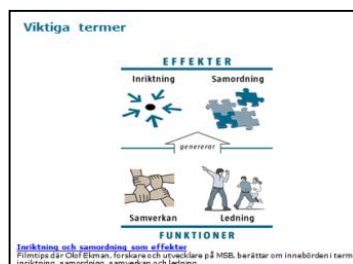 Viktiga termer
EFFEKTER
Inriktning Samordning
genererar
Samverkan Ledning
FUNKTIONER
Inriktning och samordning som effekter
Filmtips där Olof Ekman, forskare och utvecklare på MSB, berättar om innebörden i term
inriktning, samordning, samverkan och ledning